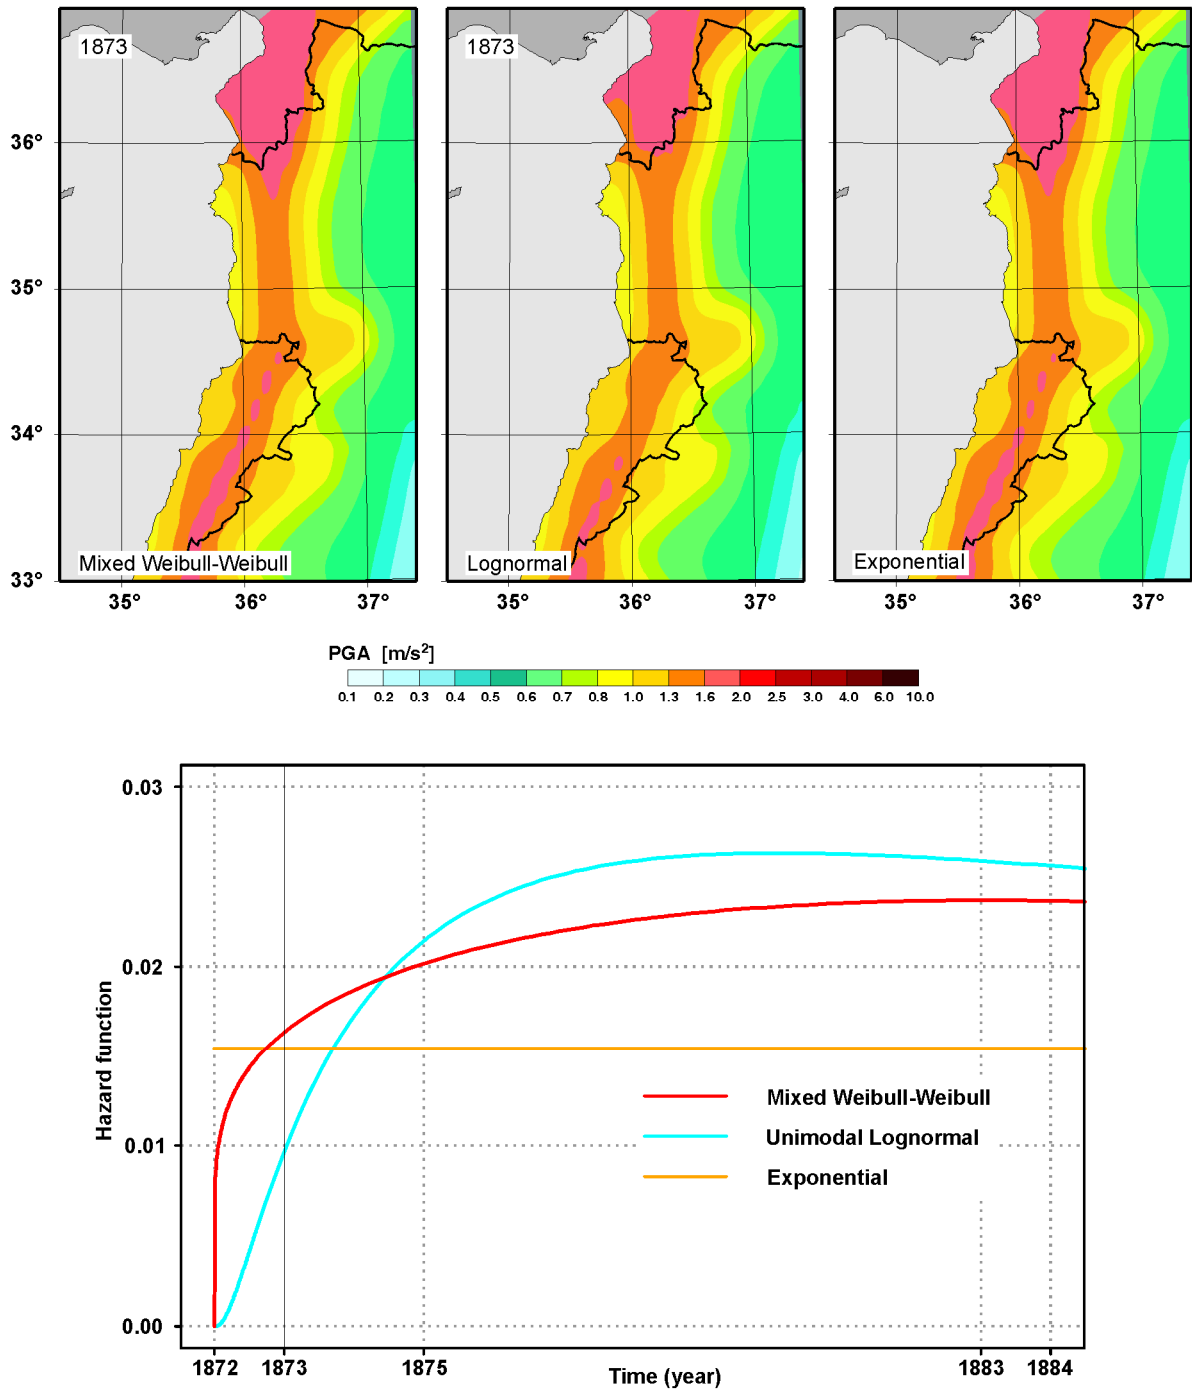 1873
1873
36°
35°
34°
33°
Mixed Weibull-Weibull
Lognormal
Exponential
35° 36° 37° 35° 36° 37° 35° 36° 37°
PGA [m/s²]
0.1 0.2 0.3 0.4 0.5 0.6 0.7 0.8 1.0 1.3 1.6 2.0 2.5 3.0 4.0 6.0 10.0
0.03
0.02
0.01
0.00
Hazard function
Mixed Weibull-Weibull
Unimodal Lognormal
Exponential
1872 1873 1875 1883 1884
Time (year)